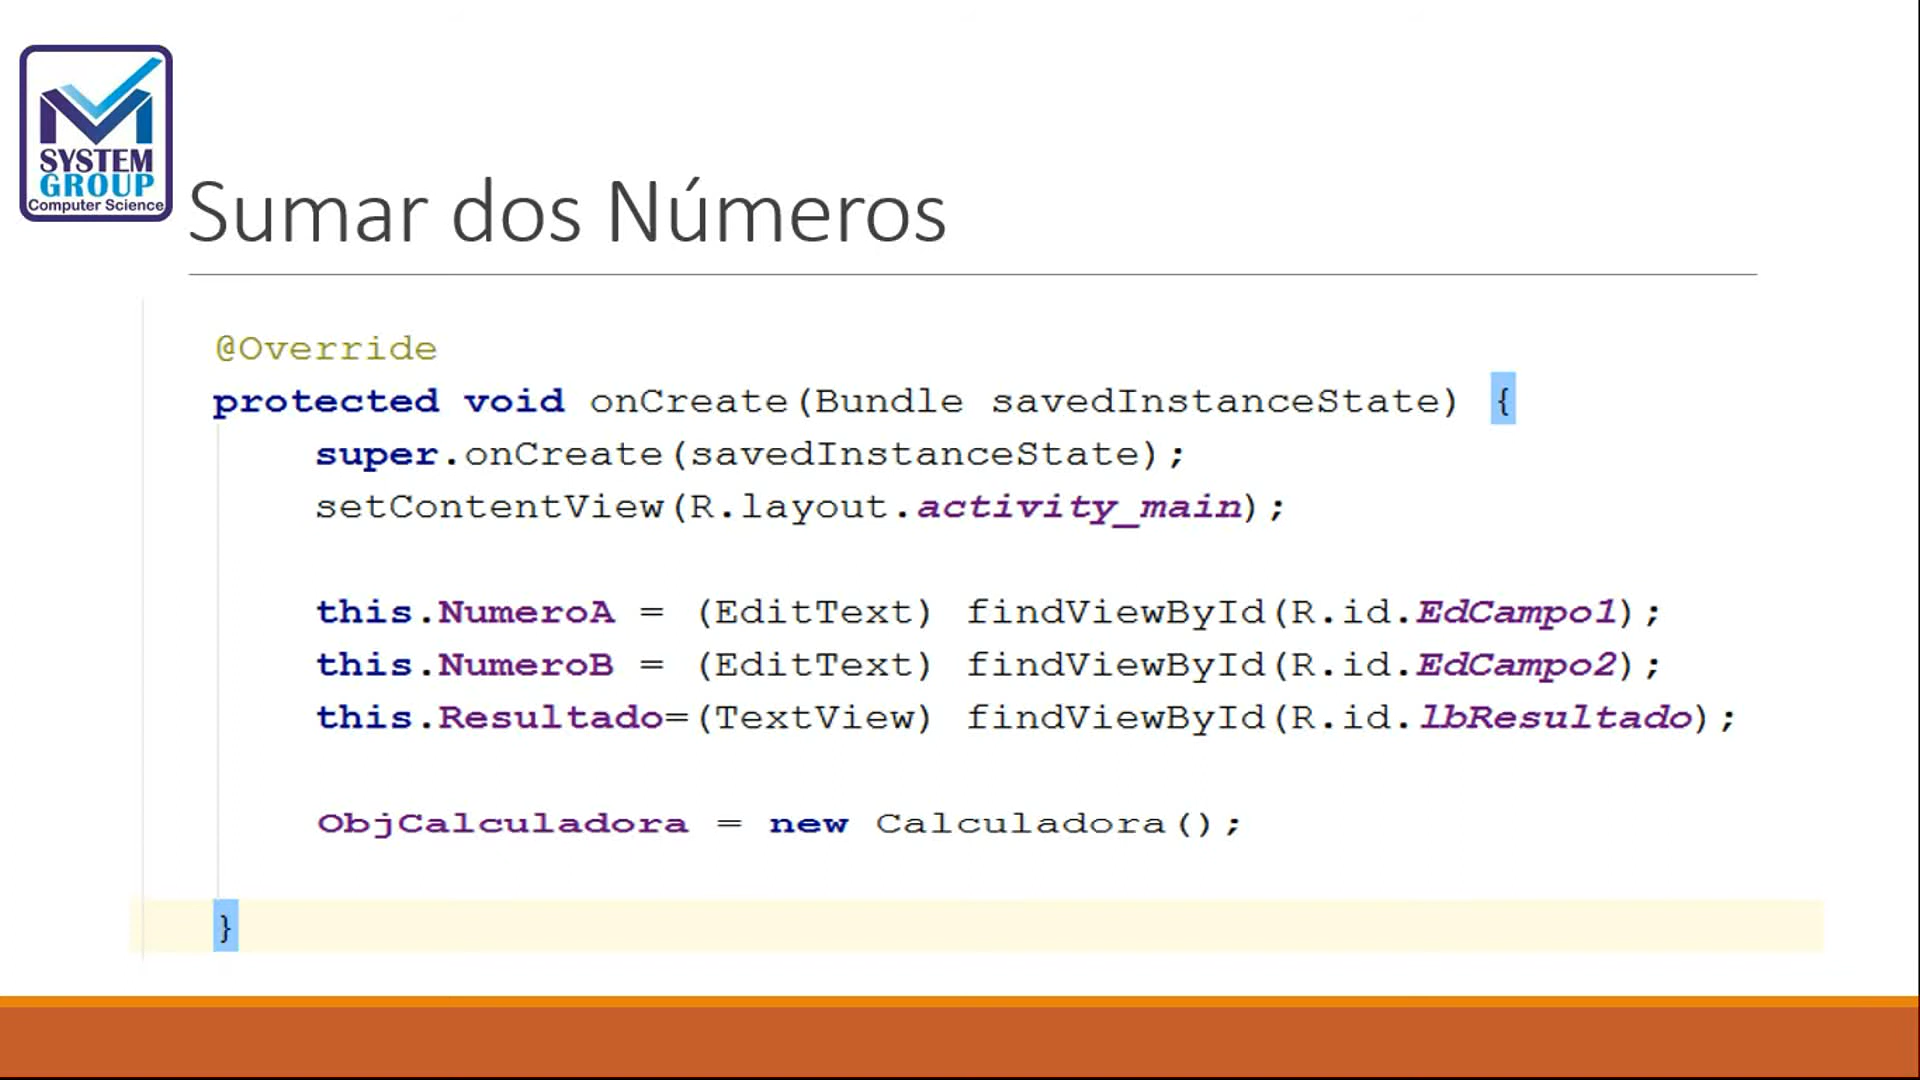 SYSTEM
GROUP
Computer Science
Sumar dos Números
@Override
protected void onCreate(Bundle savedInstanceState) {
super.onCreate(savedInstanceState);
setContentView(R.layout.activity_main);
this.NumeroA = (EditText) findViewById(R.id.EdCampo1);
this.NumeroB = (EditText) findViewById(R.id.EdCampo2);
this.Resultado=(TextView) findViewById(R.id.lbResultado);
ObjCalculadora = new Calculadora();
}